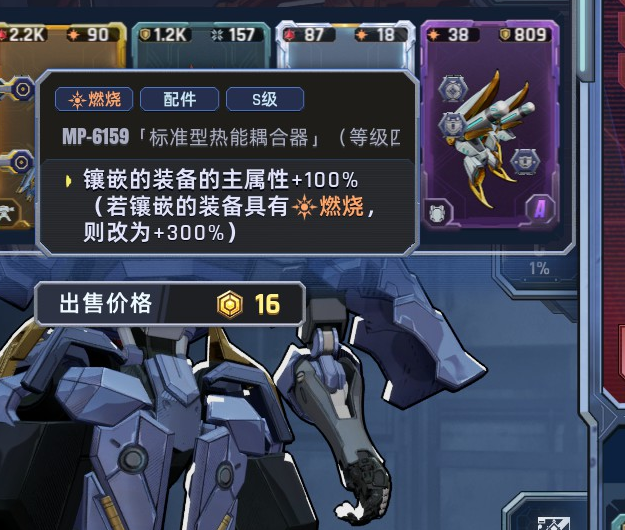 2.2K 90 1.2K 157 87 18 38 809
燃烧 配件 S级
MP-6159「标准型热能耦合器」（等级
镶嵌的装备的主属性+100%
（若镶嵌的装备具有燃烧，
则改为+300%）
A
1%
出售价格 16